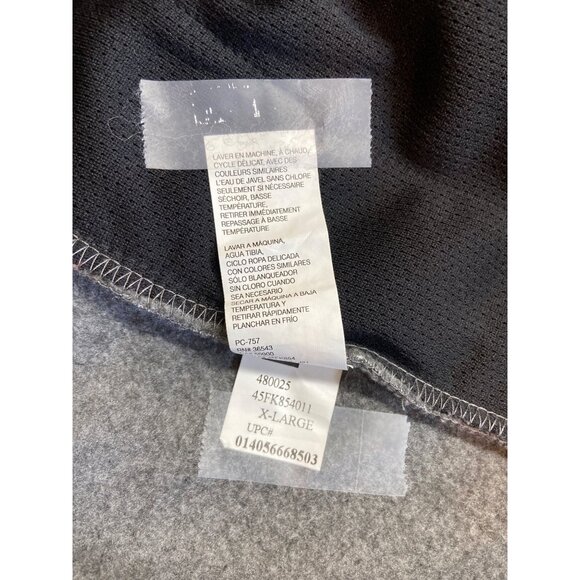 LAVER EN MACHINE, À CHAUD,
CYCLE DÉLICAT, AVEC DES
COULEURS SIMILAIRES
L'EAU DE JAVEL SANS CHLORE
SEULEMENT SI NÉCESSAIRE
SÉCHOIR, BASSE
TEMPÉRATURE,
RETIRER IMMÉDIATEMENT
REPASSAGE À BASSE
TEMPÉRATURE
LAVAR A MÁQUINA,
AGUA TIBIA,
CICLO ROPA DELICADA
CON COLORES SIMILARES
SÓLO BLANQUEADOR
SIN CLORO CUANDO
SEA NECESARIO
SECAR A MÁQUINA A BAJA
TEMPERATURA Y
RETIRAR RÁPIDAMENTE
PLANCHAR EN FRÍO
PC-757
RN# 36543
480025
45FK854011
X-LARGE
UPC#
014056668503